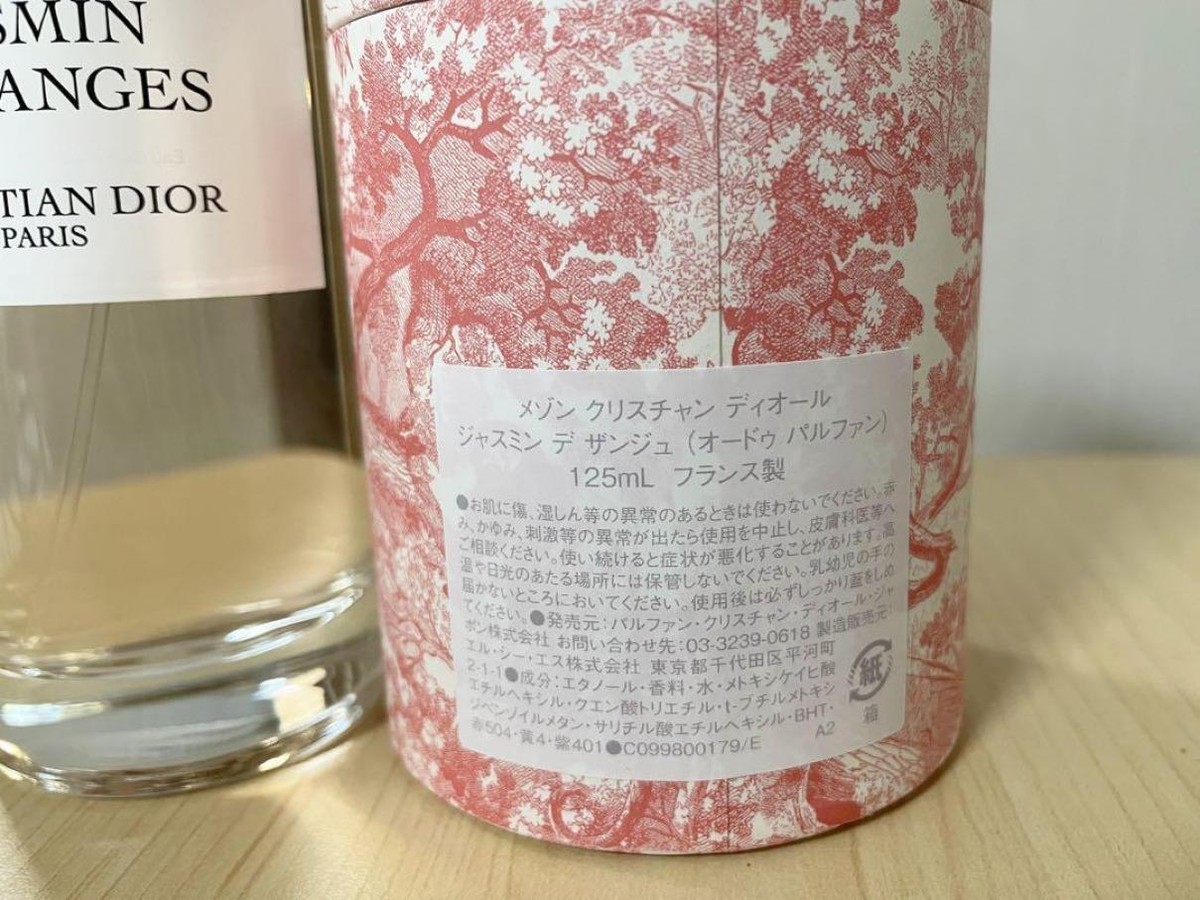 SMIN
ANGES
TIAN DIOR
PARIS
メゾン クリスチャン ディオール
ジャスミン デ ザンジュ (オードゥ パルファン)
125mL フランス製
●お肌に傷、湿しん等の異常のあるときは使わないでください。赤
み、かゆみ、刺激等の異常が出たら使用を中止し、皮膚科医等へ
ご相談ください。使い続けると症状が悪化することがあります。高
温や日光のあたる場所には保管しないでください。乳幼児の手の
届かないところにおいてください。使用後は必ずしっかり蓋をしめ
てください。●発売元:パルファン・クリスチャン・ディオール・ジャ
ポン株式会社 お問い合わせ先:03-3239-0618 製造販売元:
エル・シー・エス株式会社 東京都千代田区平河町
2-1-1●成分:エタノール・香料・水・メトキシケイヒ酸
エチルヘキシル・クエン酸トリエチル・t-ブチルメトキシ
ジベンゾイルメタン・サリチル酸エチルヘキシル・BHT・
赤504・黄4・紫401●C099800179/E A2
紙
箱